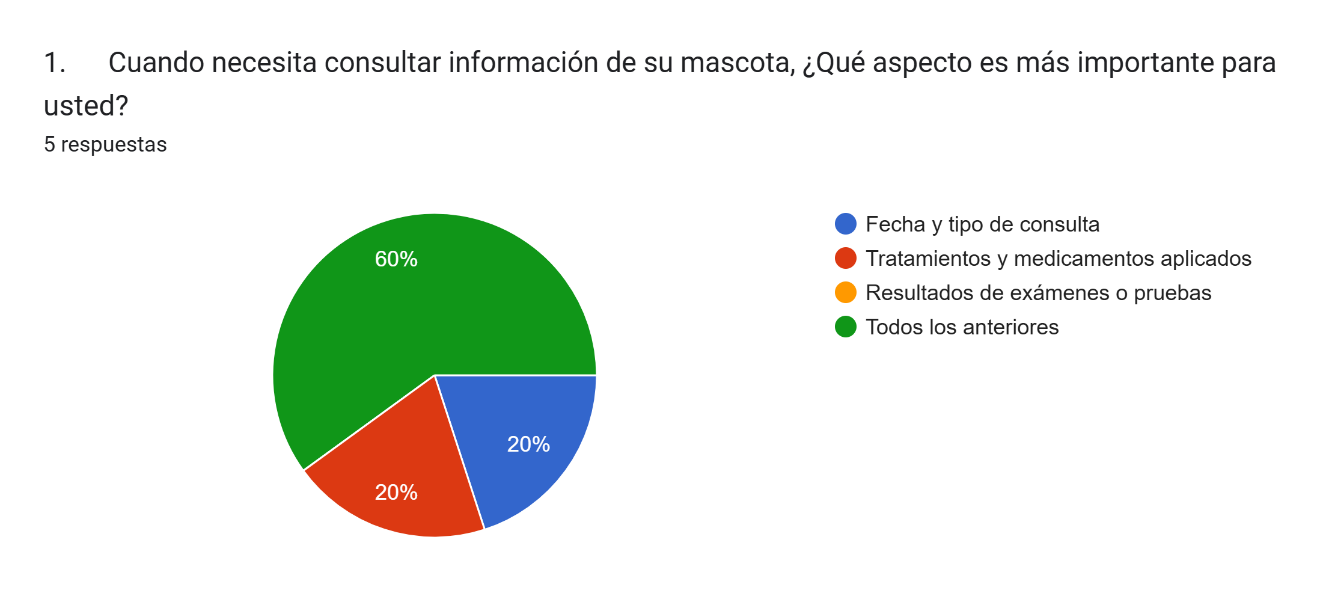 1. Cuando necesita consultar información de su mascota, ¿Qué aspecto es más importante para
usted?
5 respuestas
60%
20%
20%
Fecha y tipo de consulta
Tratamientos y medicamentos aplicados
Resultados de exámenes o pruebas
Todos los anteriores